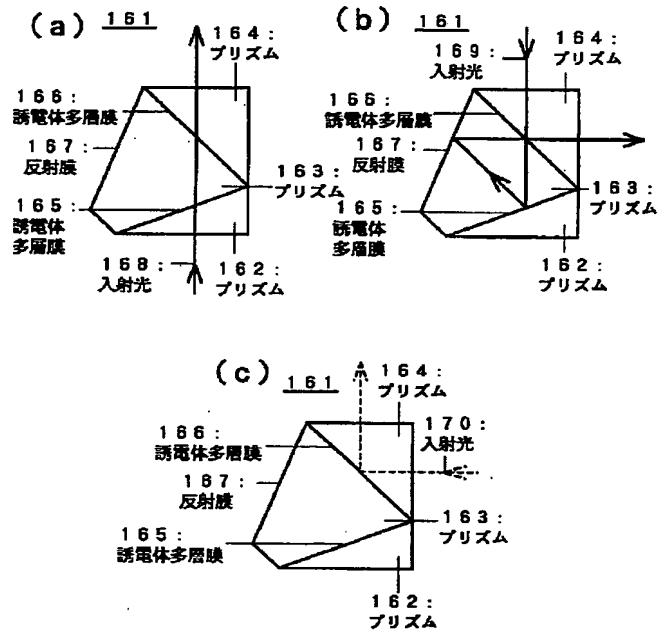 (a) 161
164:
プリズム
166:
誘電体多層膜
167:
反射膜
163:
プリズム
165:
誘電体
多層膜
168:
入射光
162:
プリズム
(b) 161
169:
入射光
164:
プリズム
166:
誘電体多層膜
167:
反射膜
163:
プリズム
165:
誘電体
多層膜
162:
プリズム
(c) 161
164:
プリズム
166:
誘電体多層膜
170:
入射光
167:
反射膜
163:
プリズム
165:
誘電体多層膜
162:
プリズム